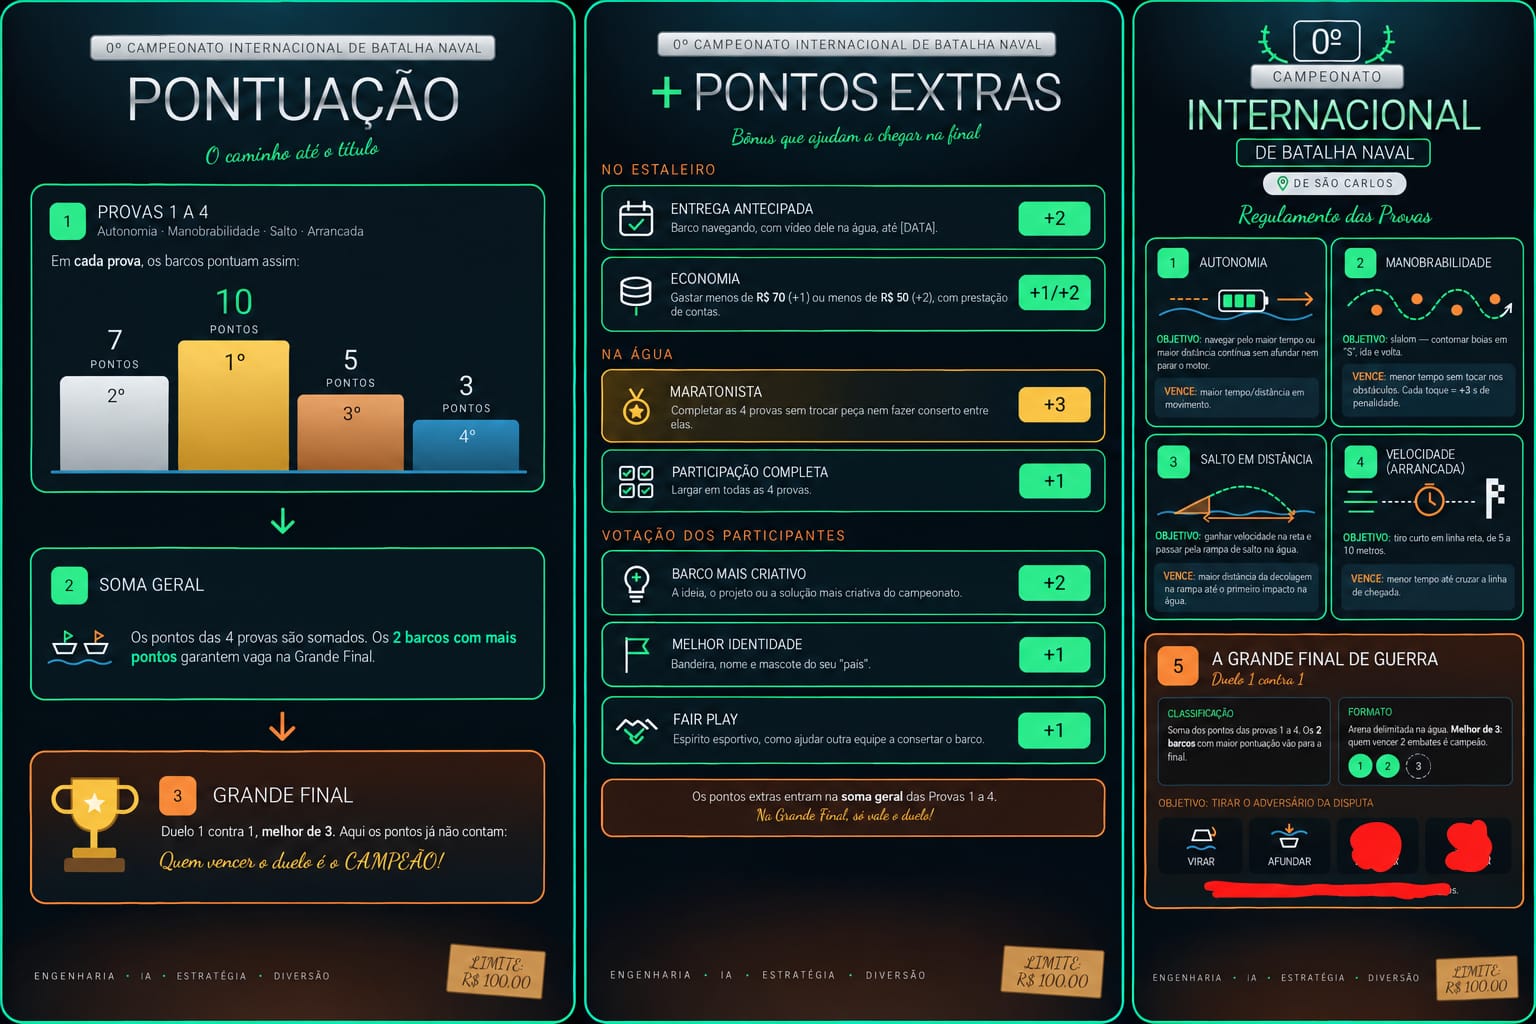 0º CAMPEONATO INTERNACIONAL DE BATALHA NAVAL
PONTUAÇÃO
O caminho até o título
1
PROVAS 1 A 4
Autonomia · Manobrabilidade · Salto · Arrancada
Em cada prova, os barcos pontuam assim:
10
PONTOS
7
PONTOS
5
PONTOS
3
PONTOS
1º
2º
3º
4º
2
SOMA GERAL
Os pontos das 4 provas são somados. Os 2 barcos com mais
pontos garantem vaga na Grande Final.
3
GRANDE FINAL
Duelo 1 contra 1, melhor de 3. Aqui os pontos já não contam:
Quem vencer o duelo é o CAMPEÃO!
ENGENHARIA · IA · ESTRATÉGIA · DIVERSÃO
LIMITE:
R$ 100,00
0º CAMPEONATO INTERNACIONAL DE BATALHA NAVAL
+ PONTOS EXTRAS
Bônus que ajudam a chegar na final
NO ESTALEIRO
ENTREGA ANTECIPADA
Barco navegando, com vídeo dele na água, até [DATA].
+2
ECONOMIA
Gastar menos de R$ 70 (+1) ou menos de R$ 50 (+2), com prestação
de contas.
+1/+2
NA ÁGUA
MARATONISTA
Completar as 4 provas sem trocar peça nem fazer conserto entre
elas.
+3
PARTICIPAÇÃO COMPLETA
Largar em todas as 4 provas.
+1
VOTAÇÃO DOS PARTICIPANTES
BARCO MAIS CRIATIVO
A ideia, o projeto ou a solução mais criativa do campeonato.
+2
MELHOR IDENTIDADE
Bandeira, nome e mascote do seu "país".
+1
FAIR PLAY
Espírito esportivo, como ajudar outra equipe a consertar o barco.
+1
Os pontos extras entram na soma geral das Provas 1 a 4.
Na Grande Final, só vale o duelo!
ENGENHARIA · IA · ESTRATÉGIA · DIVERSÃO
LIMITE:
R$ 100,00
0º
CAMPEONATO
INTERNACIONAL
DE BATALHA NAVAL
DE SÃO CARLOS
Regulamento das Provas
1
AUTONOMIA
OBJETIVO: navegar pelo maior tempo ou
maior distância contínua sem afundar nem
parar o motor.
VENCE: maior tempo/distância em
movimento.
2
MANOBRABILIDADE
OBJETIVO: slalom — contornar boias em
"S", ida e volta.
VENCE: menor tempo sem tocar nos
obstáculos. Cada toque = +3 s de
penalidade.
3
SALTO EM DISTÂNCIA
OBJETIVO: ganhar velocidade na reta e
passar pela rampa de salto na água.
VENCE: maior distância da decolagem
na rampa até o primeiro impacto na
água.
4
VELOCIDADE
(ARRANCADA)
OBJETIVO: tiro curto em linha reta, de 5 a
10 metros.
VENCE: menor tempo até cruzar a linha
de chegada.
5
A GRANDE FINAL DE GUERRA
Duelo 1 contra 1
CLASSIFICAÇÃO
Soma dos pontos das provas 1 a 4. Os 2
barcos com maior pontuação vão para a
final.
FORMATO
Arena delimitada na água. Melhor de 3:
quem vencer 2 embates é campeão.
1 2 3
OBJETIVO: TIRAR O ADVERSÁRIO DA DISPUTA
VIRAR
AFUNDAR
ENGENHARIA · IA · ESTRATÉGIA · DIVERSÃO
LIMITE:
R$ 100,00